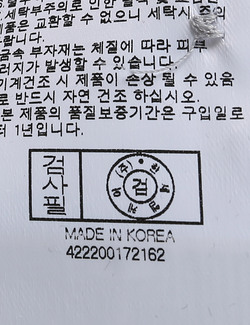 세탁부주의로 인한
제품은 교환할 수 없으니 세탁시 주의
바랍니다.
금속 부자재는 체질에 따라 피부
러지가 발생할 수 있습니다.
기계건조 시 제품이 손상 될 수 있음
로 반드시 자연 건조 하십시오.
본 제품의 품질보증기간은 구입일로
터 1년입니다.
검사필
(주)
검
MADE IN KOREA
422200172162